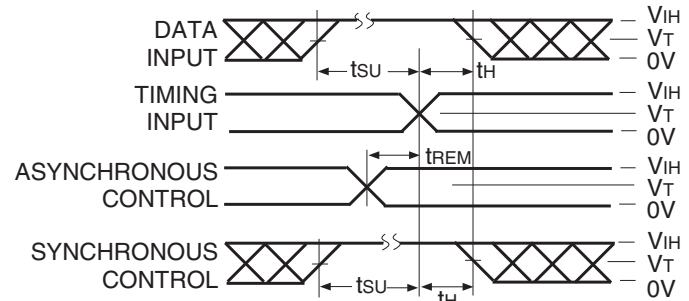 DATA
INPUT
tSU
tH
VIH
VT
0V
TIMING
INPUT
VIH
VT
0V
tREM
ASYNCHRONOUS
CONTROL
VIH
VT
0V
SYNCHRONOUS
CONTROL
tSU
tH
VIH
VT
0V